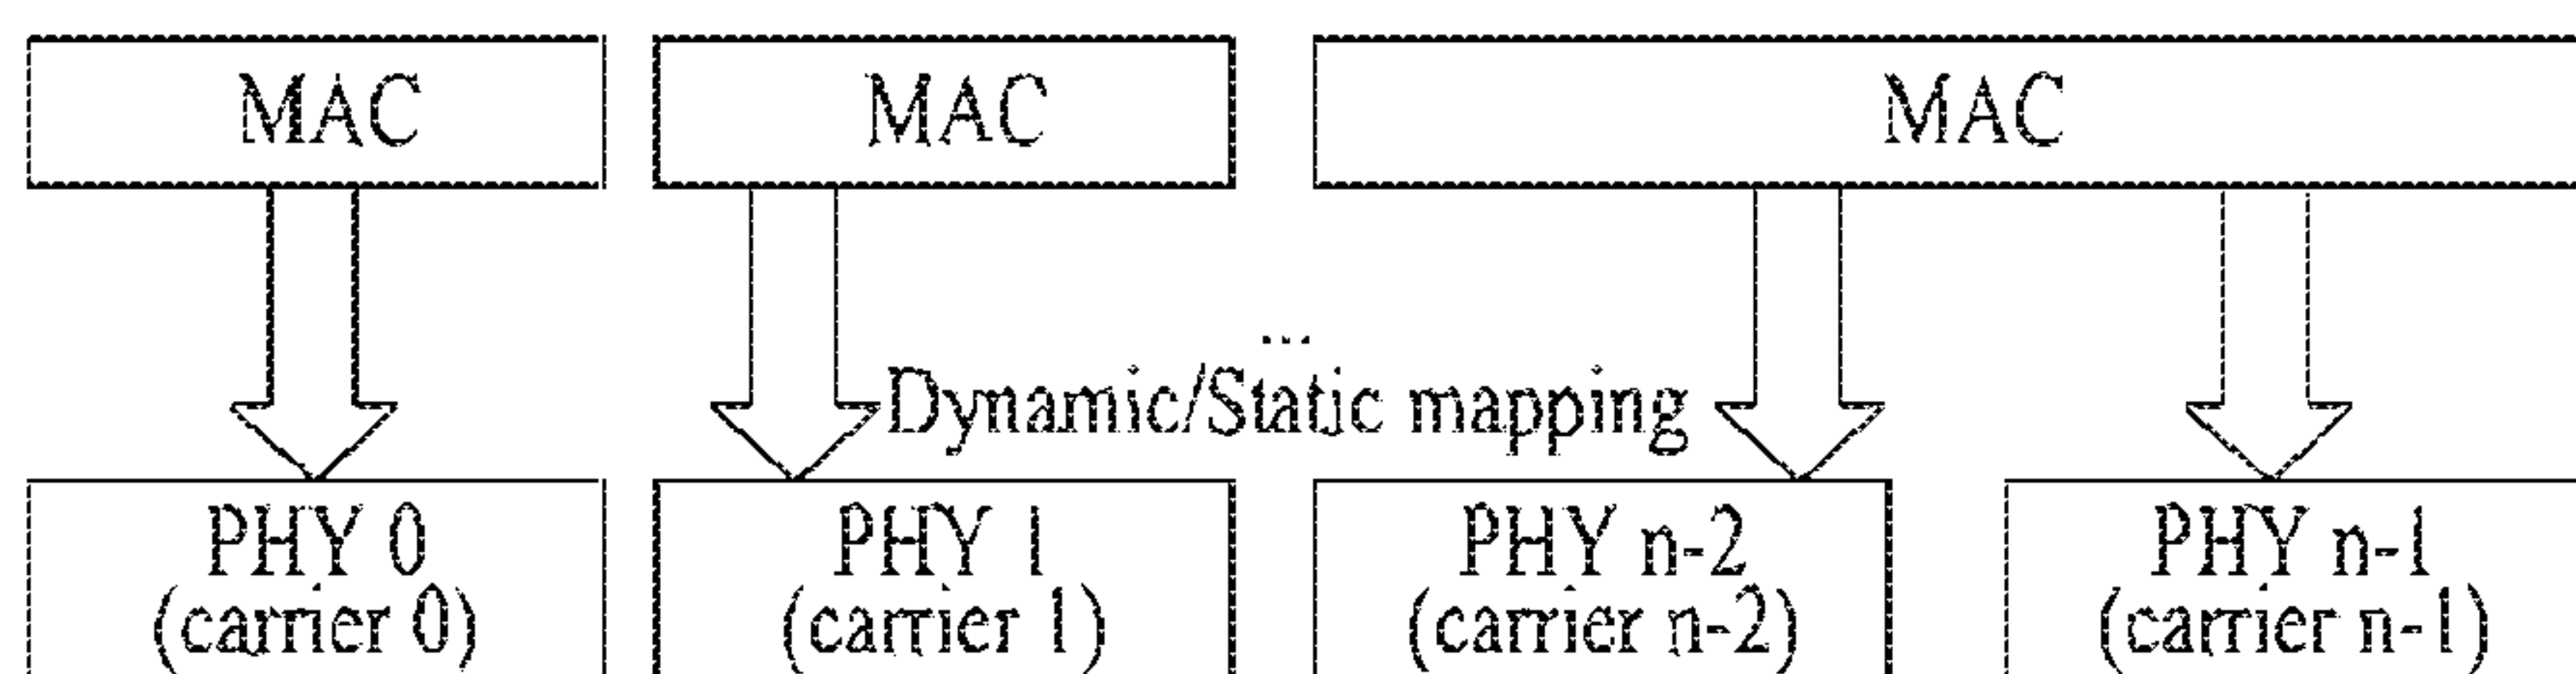 MAC
MAC
MAC
...
Dynamic/Static mapping
PHY 0
(carrier 0)
PHY 1
(carrier 1)
PHY n-2
(carrier n-2)
PHY n-1
(carrier n-1)